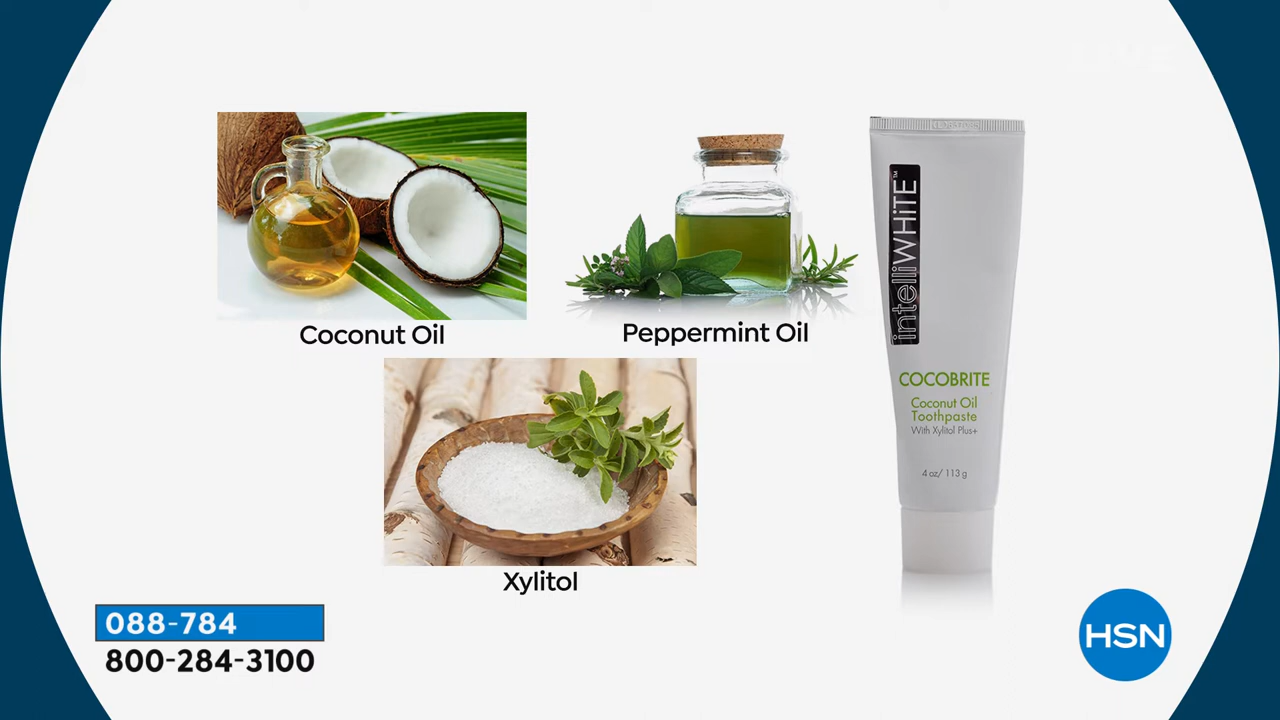 Coconut Oil
Peppermint Oil
Xylitol
intelliWHiTE™
COCOBRITE
Coconut Oil
Toothpaste
With Xylitol Plus+
4 oz/ 113 g
088-784
800-284-3100
HSN